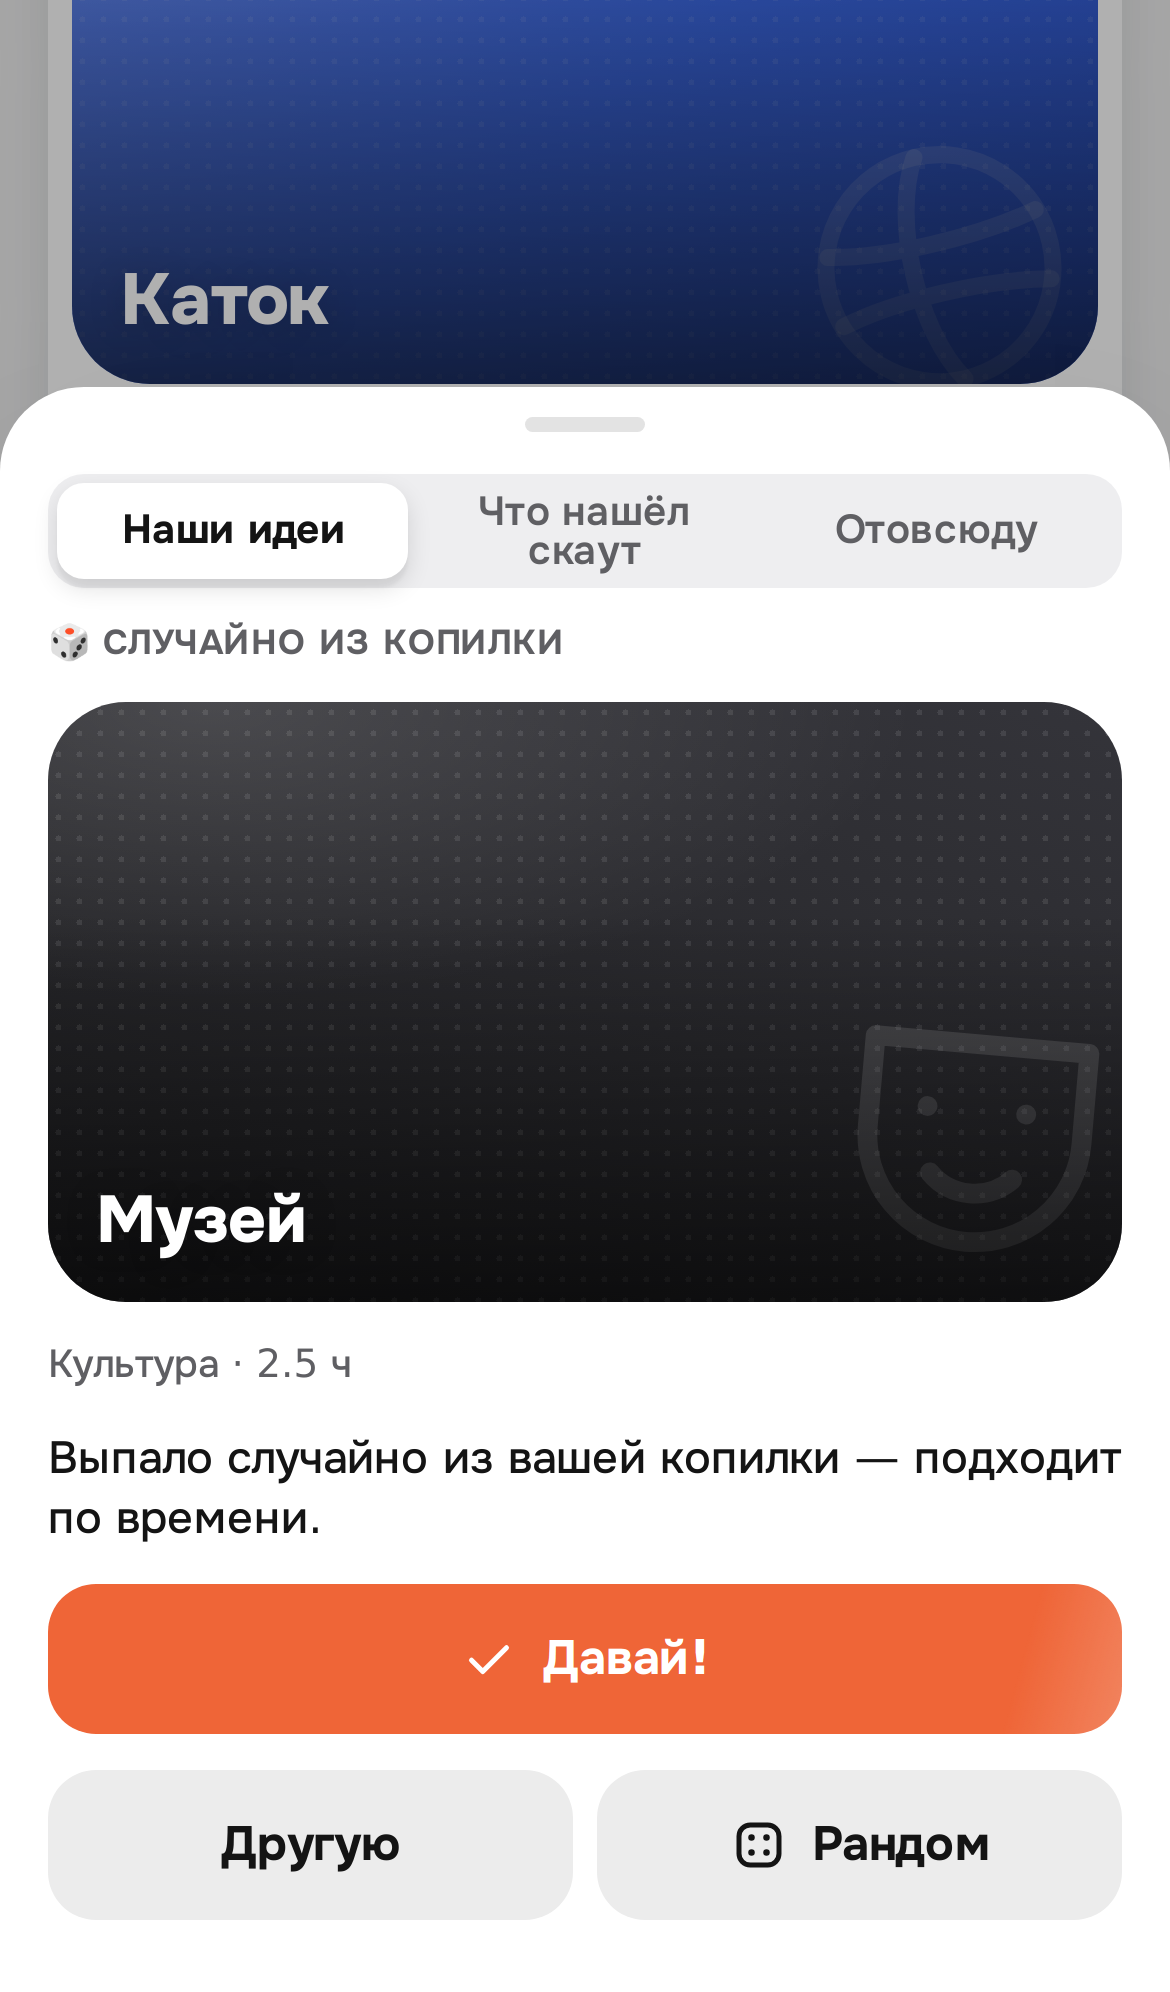 Каток
Наши идеи
Что нашёл
скаут
Отовсюду
СЛУЧАЙНО ИЗ КОПИЛКИ
Музей
Культура · 2.5 ч
Выпало случайно из вашей копилки — подходит
по времени.
Давай!
Другую
Рандом